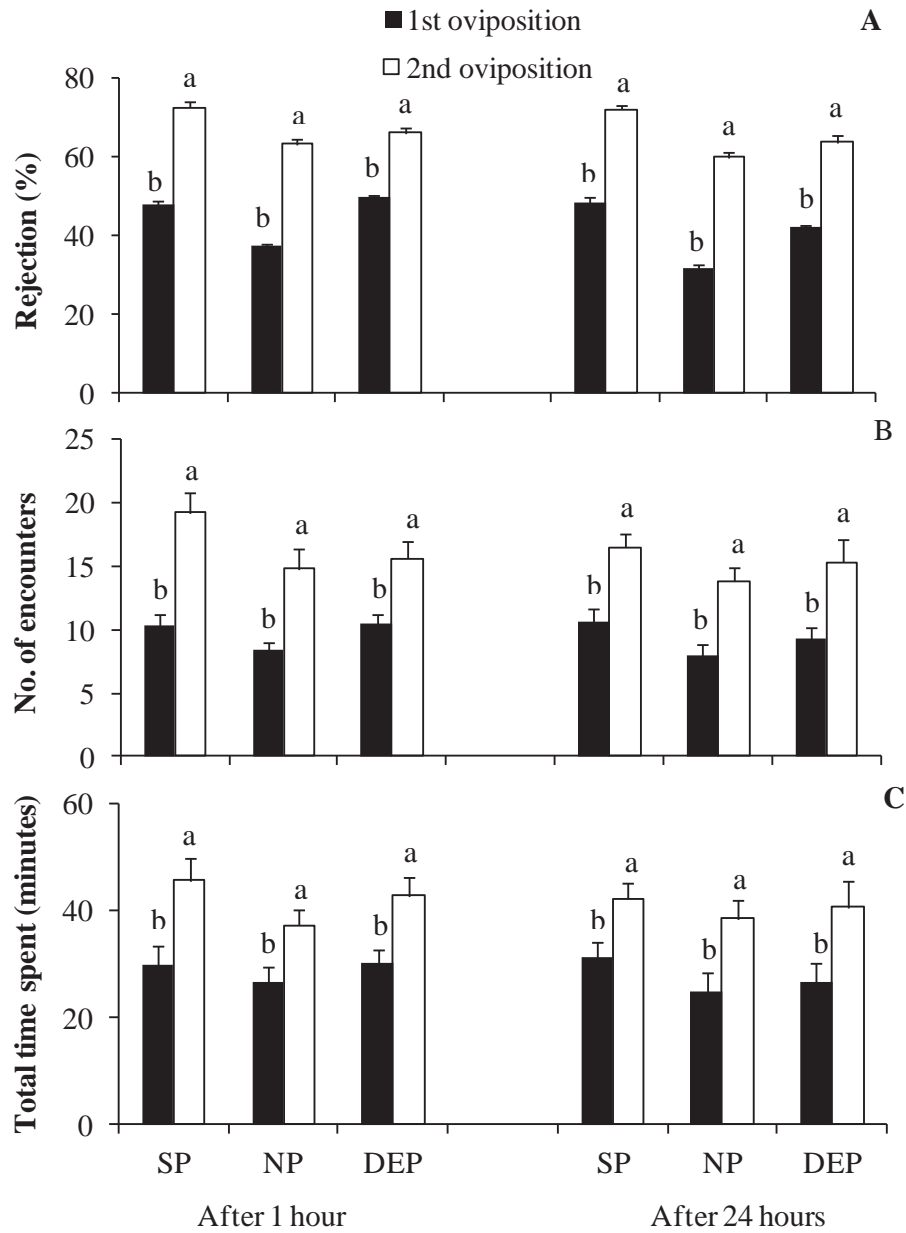 1st oviposition
A
2nd oviposition
80
60
40
20
0
Rejection (%)
a
a
a
a
a
a
b
b
b
b
b
b
B
25
20
15
10
5
0
No. of encounters
a
a
a
a
a
a
b
b
b
b
b
b
C
60
40
20
0
Total time spent (minutes)
a
a
a
a
a
a
b
b
b
b
b
b
SP NP DEP SP NP DEP
After 1 hour After 24 hours